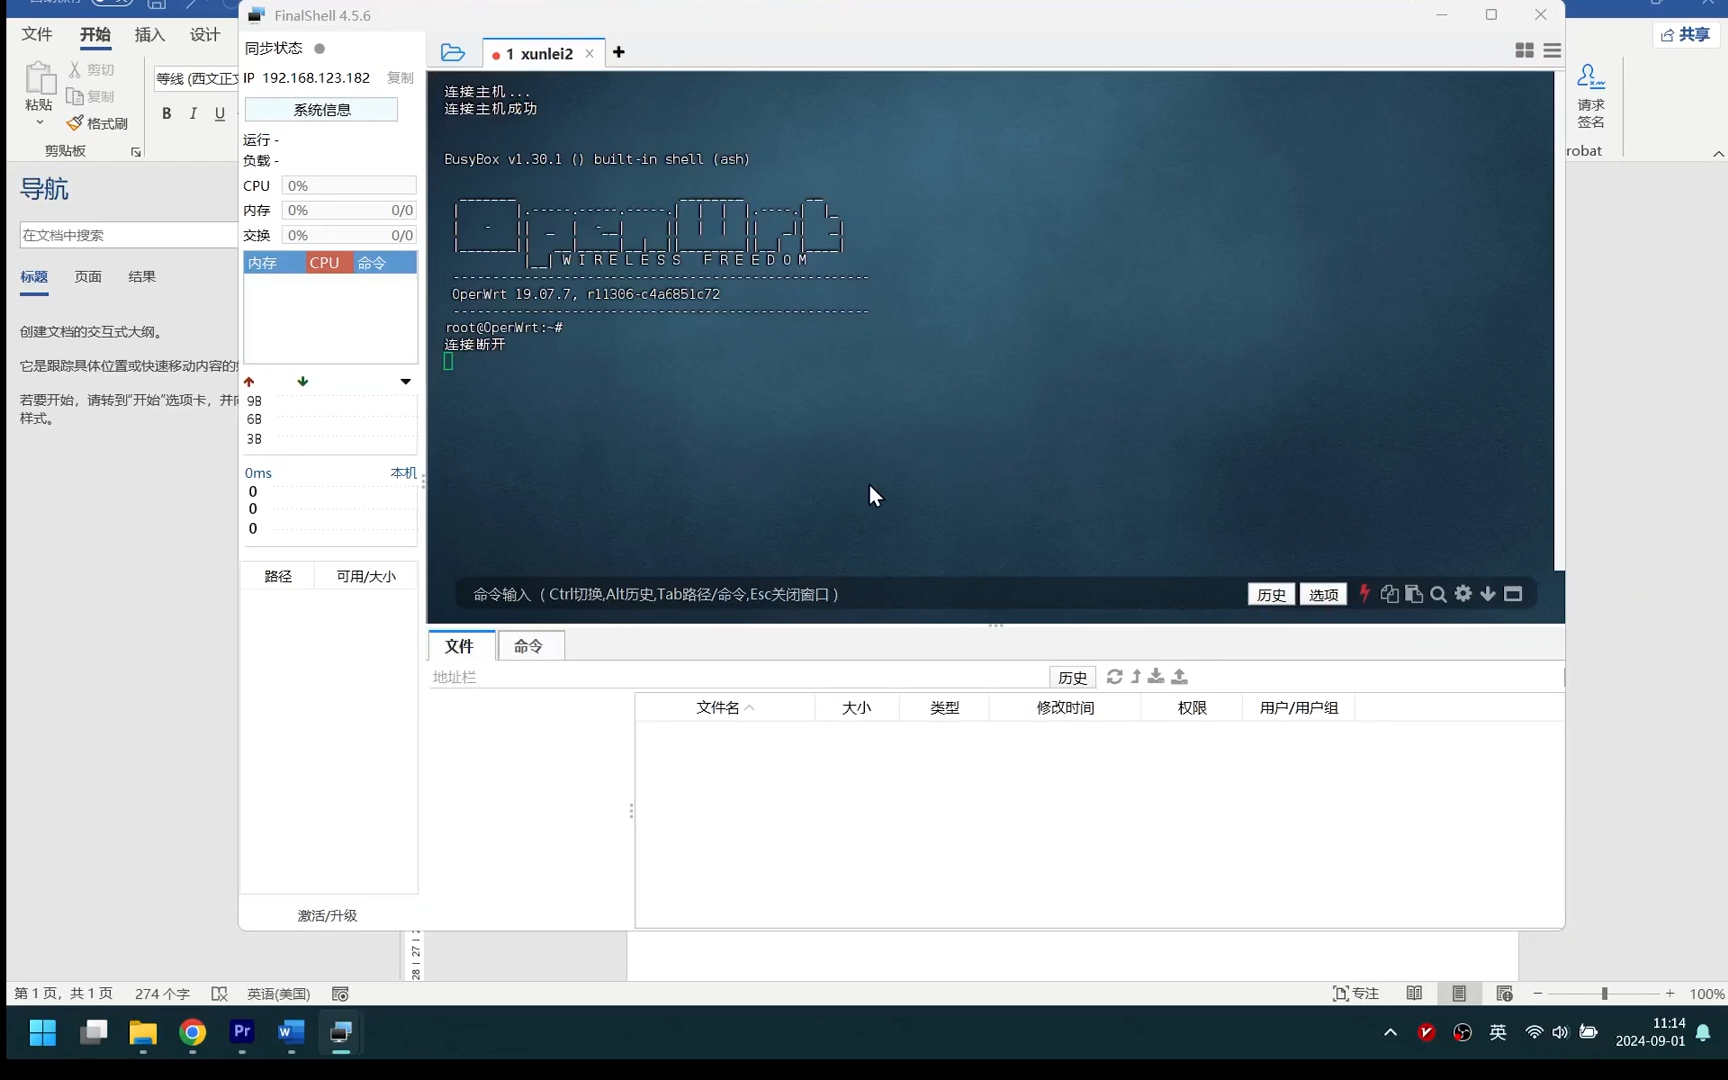 FinalShell 4.5.6
文件 开始 插入 设计
共享
同步状态
1 xunlei2
IP 192.168.123.182 复制
剪切
等线 (西文正文
复制
粘贴
B I U
格式刷
剪贴板
请求
签名
robat
系统信息
运行 -
负载 -
CPU 0%
内存 0% 0/0
交换 0% 0/0
内存 CPU 命令
连接主机...
连接主机成功
BusyBox v1.30.1 () built-in shell (ash)
W I R E L E S S F R E E D O M
OpenWrt 19.07.7, r11306-c4a6851c72
root@OpenWrt:~#
连接断开
导航
在文档中搜索
标题 页面 结果
创建文档的交互式大纲。
它是跟踪具体位置或快速移动内容的
若要开始，请转到“开始”选项卡，并向
样式。
9B
6B
3B
0ms 本机
0
0
0
路径 可用/大小
命令输入 (Ctrl切换,Alt历史,Tab路径/命令,Esc关闭窗口)
历史 选项
文件 命令
地址栏 历史
文件名 大小 类型 修改时间 权限 用户/用户组
激活/升级
28 27
第 1 页，共 1 页 274 个字 英语(美国)
专注 100%
Pr
英
11:14
2024-09-01